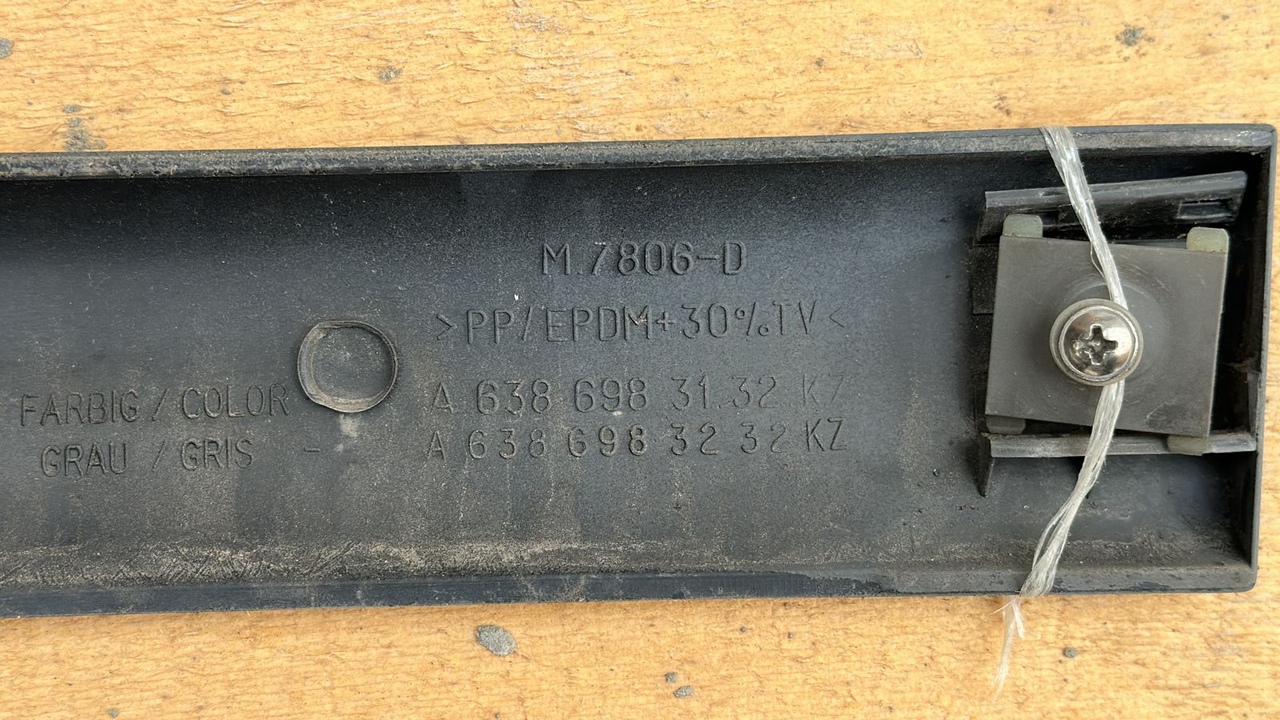 M.7806-D
>PP/EPDM+30%TV<
FARBIG / COLOR A 638 698 31.32 KZ
GRAU / GRIS - A 638 698 32 32 KZ